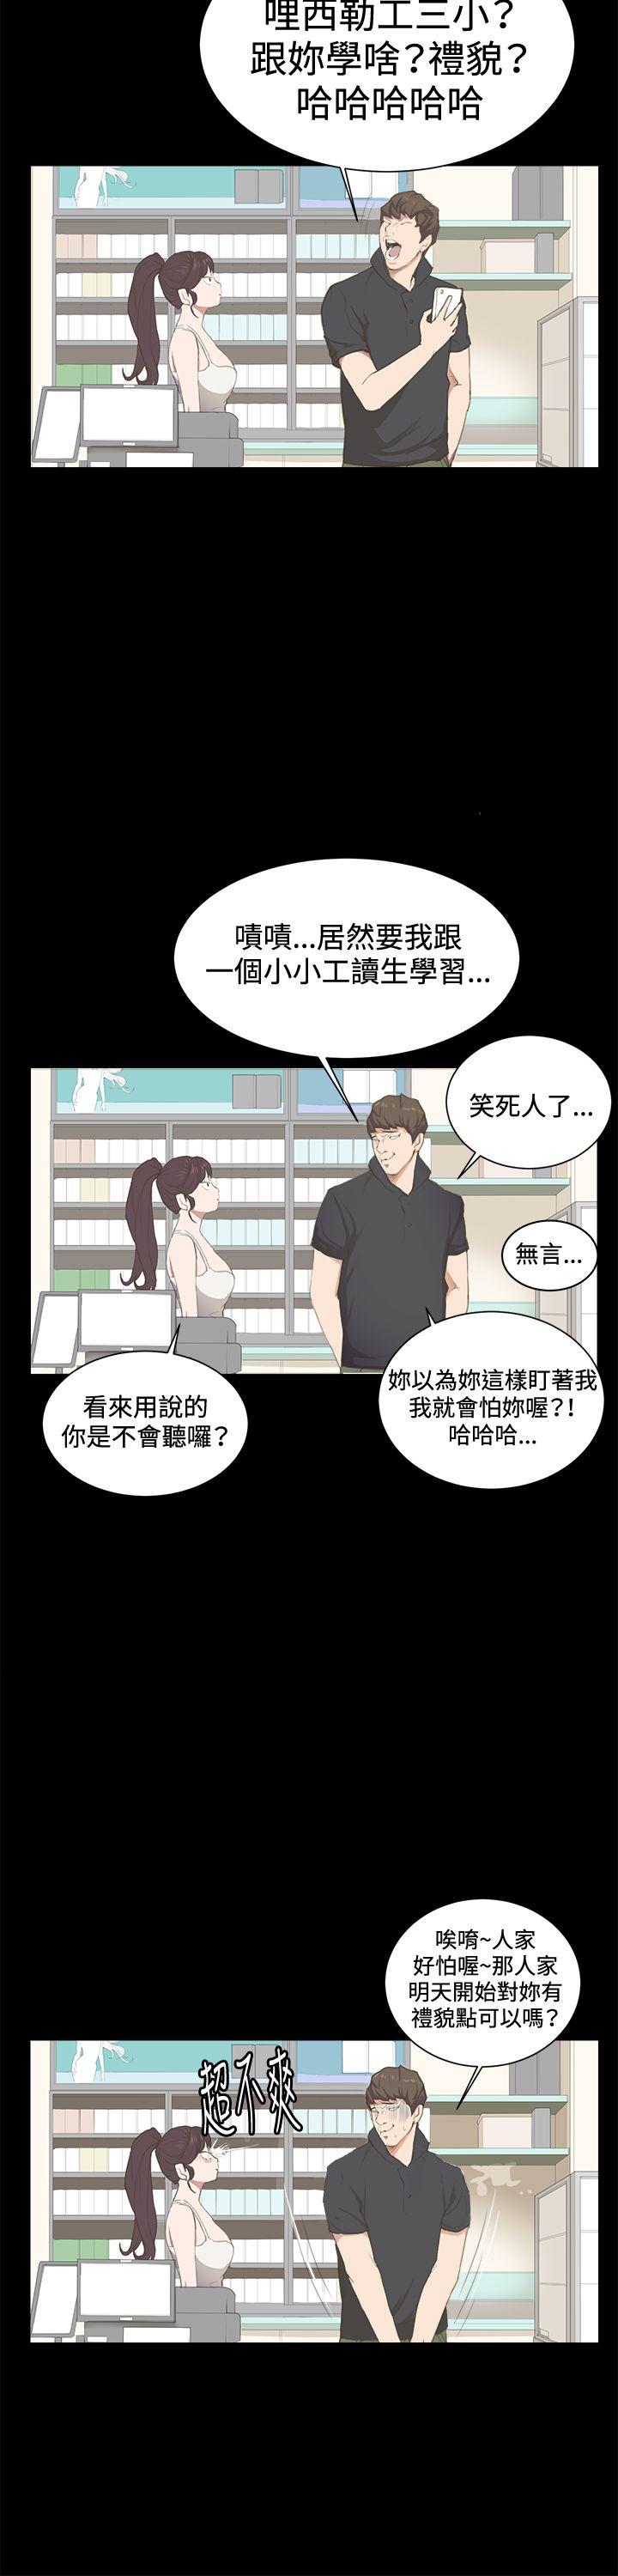 哩西勒工三小？
跟妳學啥？禮貌？
哈哈哈哈哈
嘖嘖...居然要我跟
一個小小工讀生學習...
笑死人了...
無言...
妳以為妳這樣盯著我
我就會怕妳喔？！
哈哈哈...
看來用說的
你是不會聽囉？
唉唷~人家
好怕喔~那人家
明天開始對妳有
禮貌點可以嗎？
超不爽